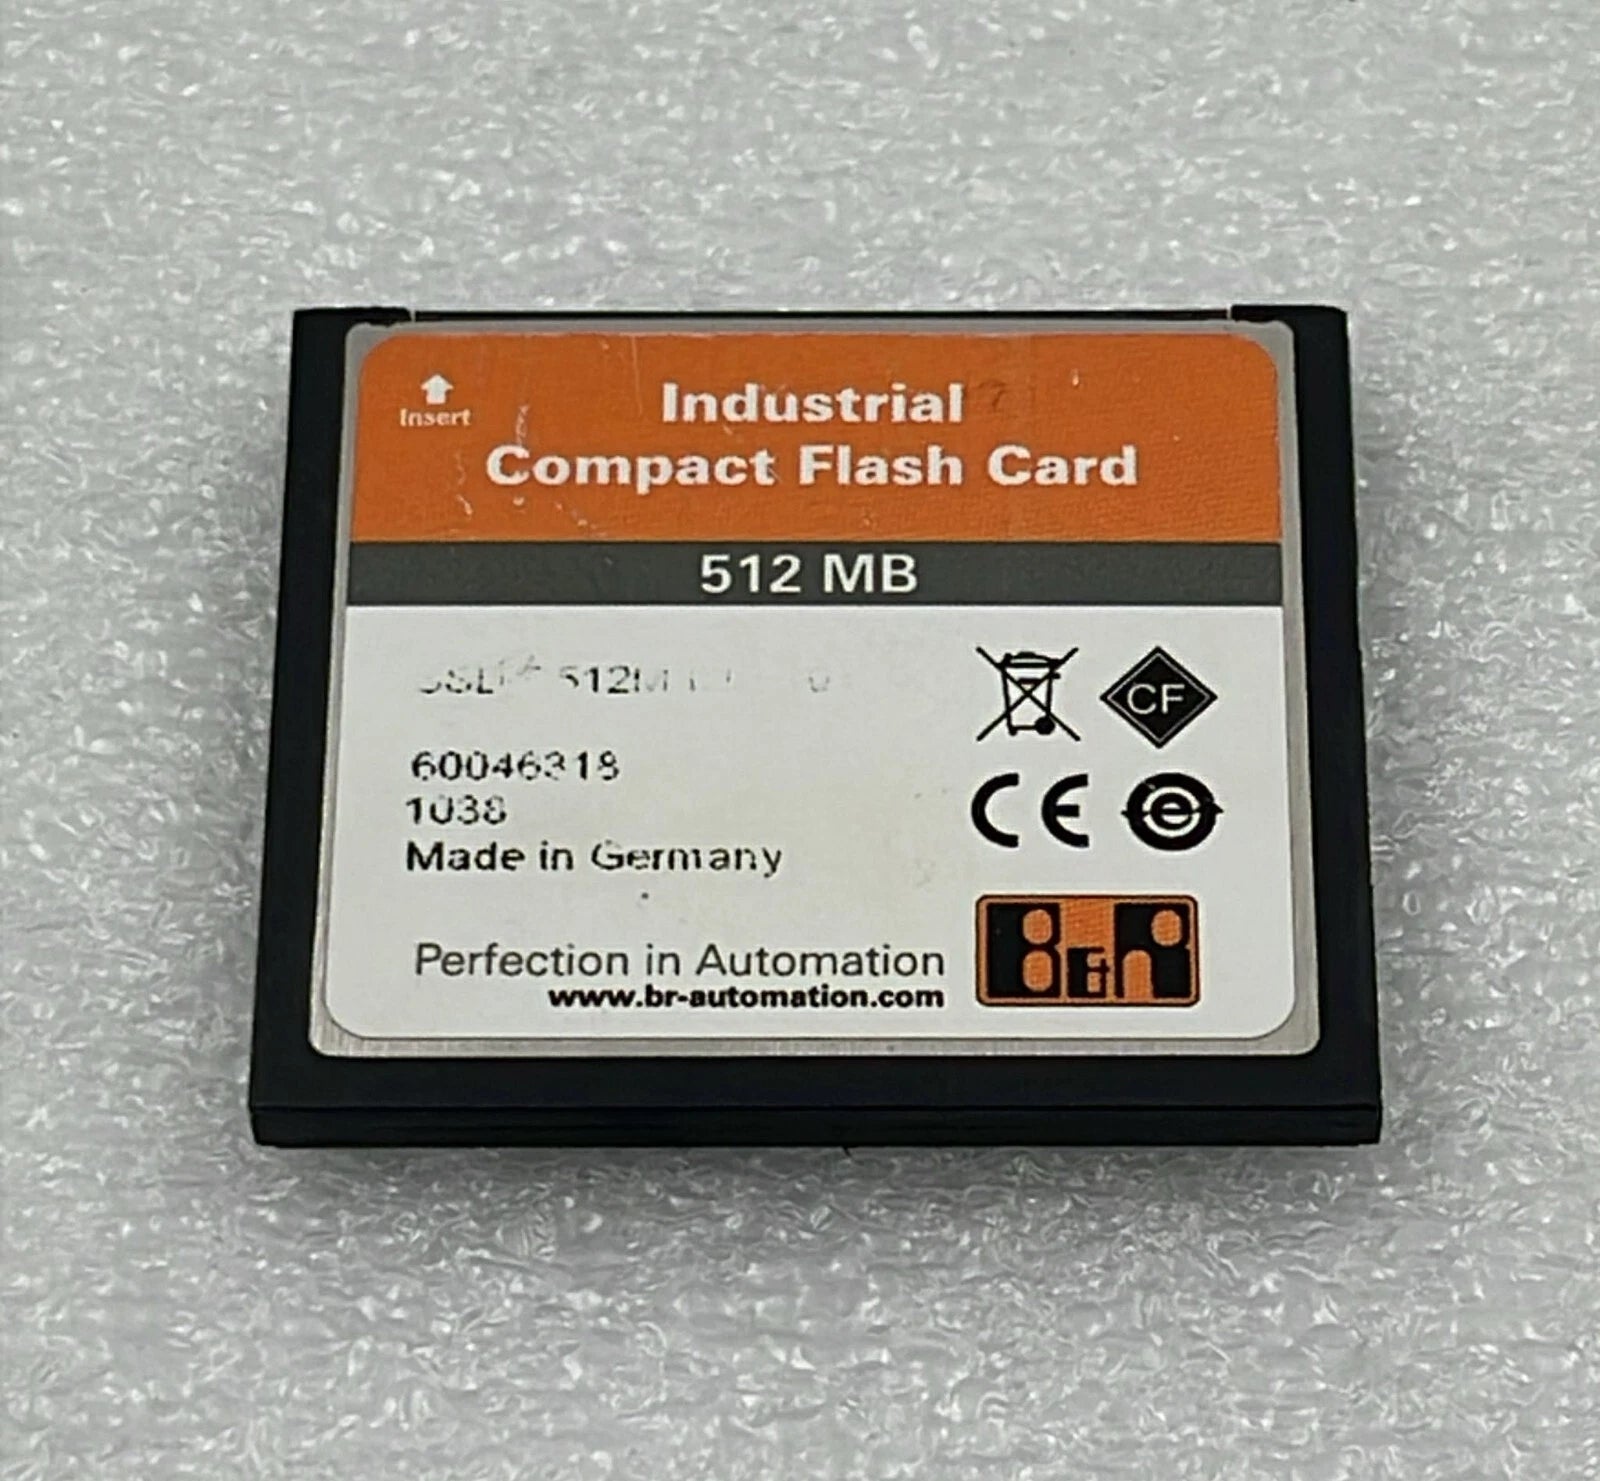 Insert
Industrial
Compact Flash Card
512 MB
CF
60046318
1038
CE
e
Made in Germany
Perfection in Automation
www.br-automation.com
B&R